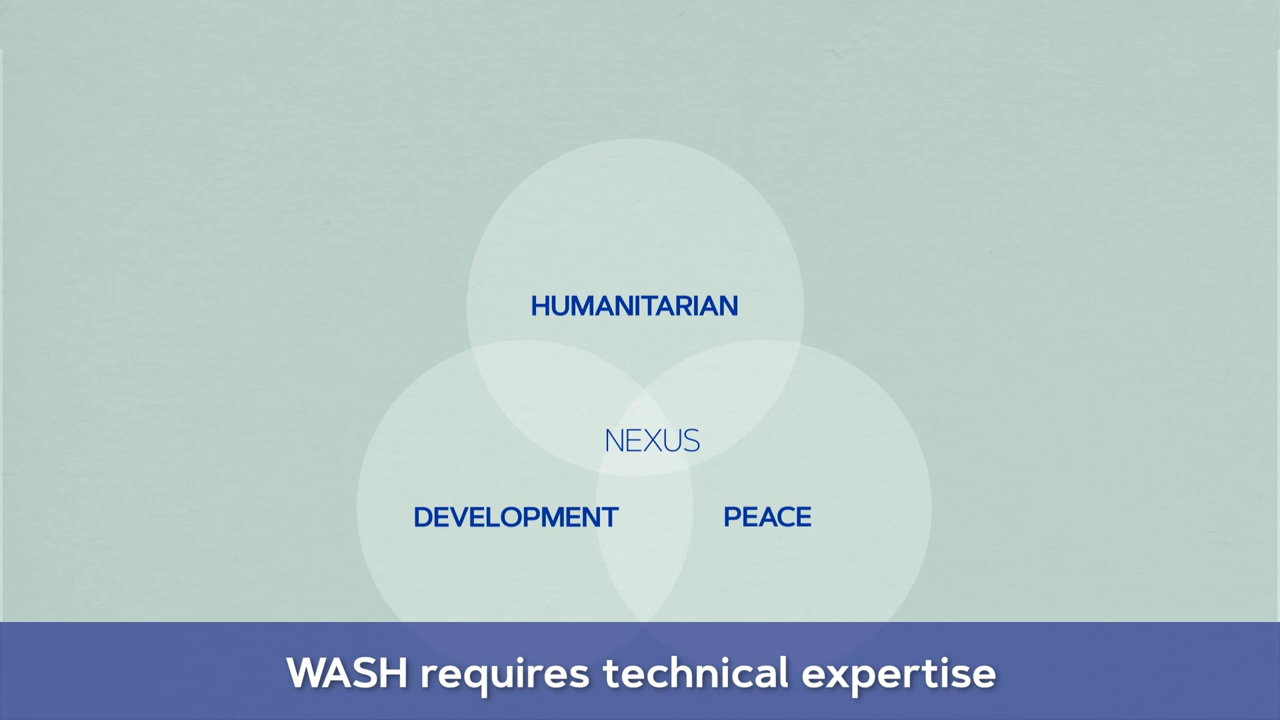 HUMANITARIAN
NEXUS
DEVELOPMENT
PEACE
WASH requires technical expertise